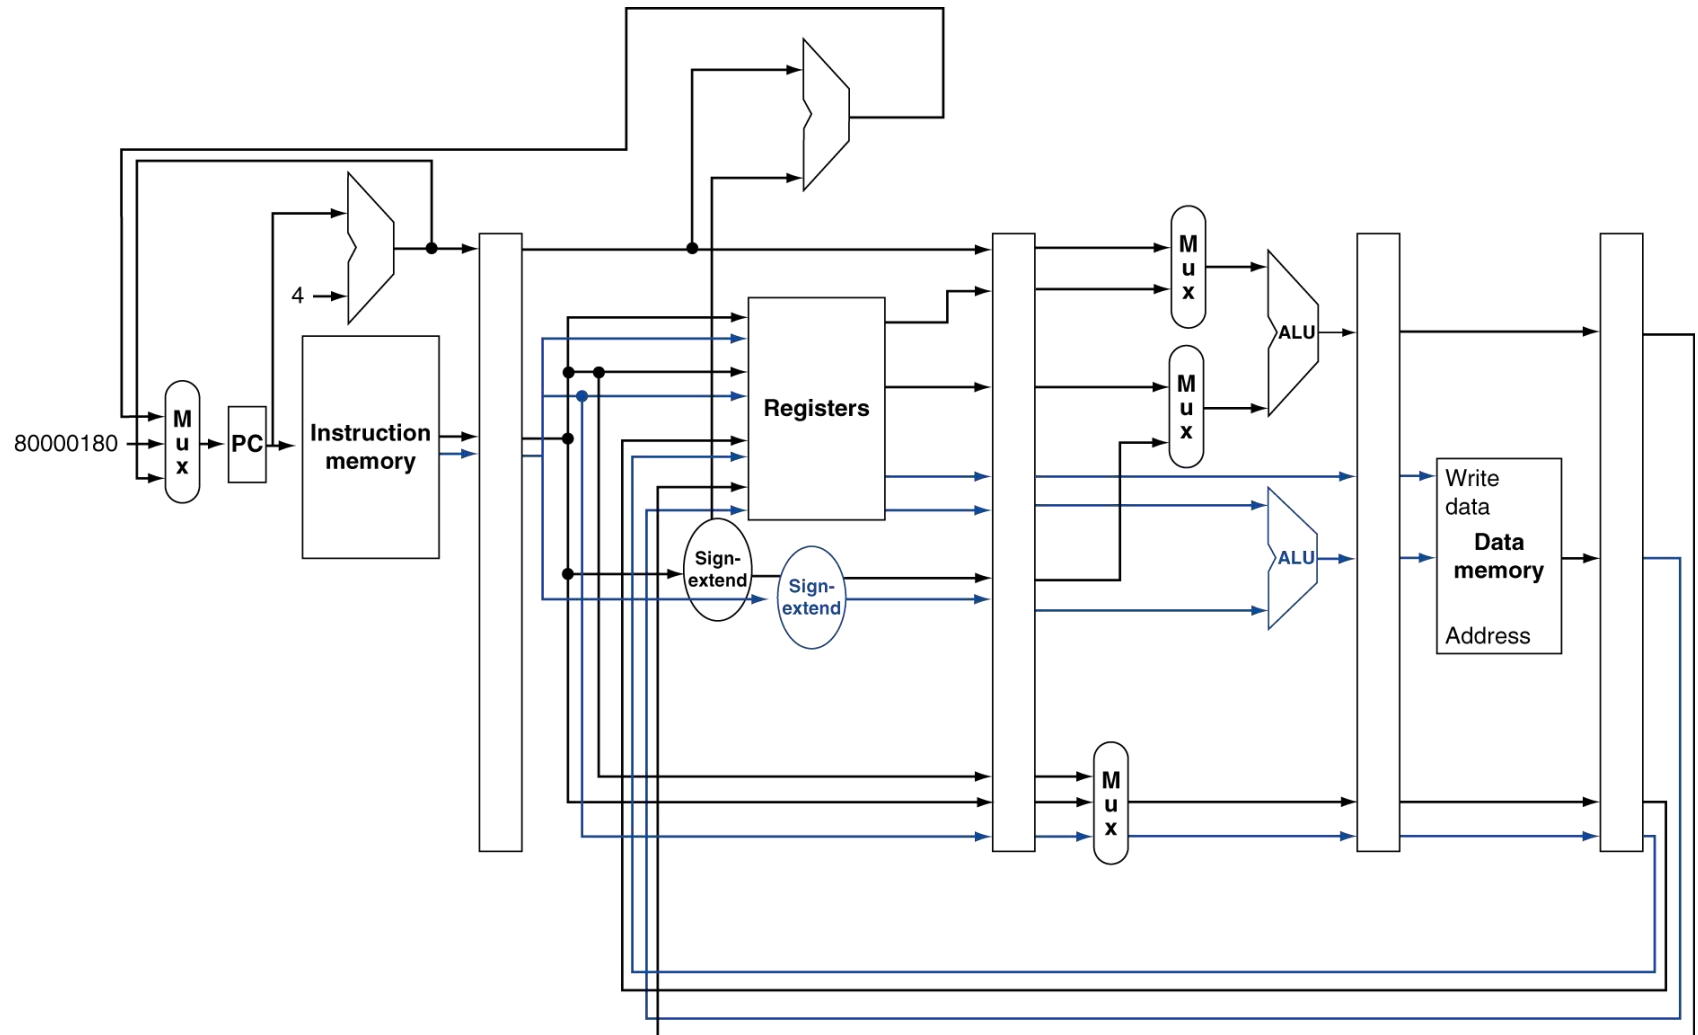 4
M
u
x
80000180
PC
Instruction
memory
Registers
Sign-
extend
Sign-
extend
M
u
x
M
u
x
ALU
ALU
Write
data
Data
memory
Address
M
u
x